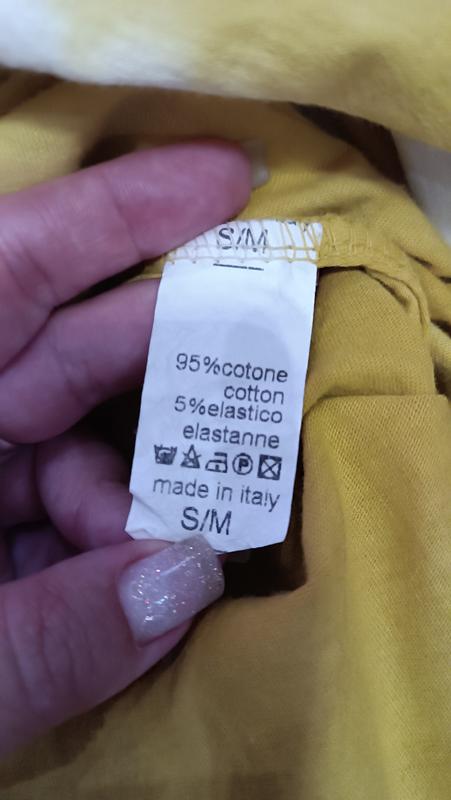 S/M
95%cotone
cotton
5%elastico
elastanne
P
made in italy
S/M